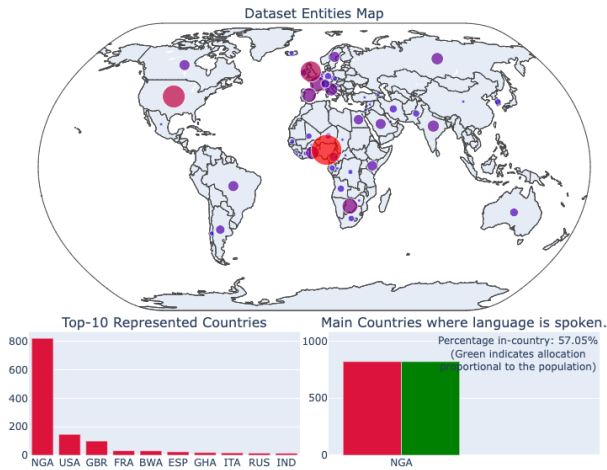 Dataset Entities Map
Top-10 Represented Countries
800
600
400
200
0
NGA USA GBR FRA BWA ESP GHA ITA RUS IND
Main Countries where language is spoken.
Percentage in-country: 57.05%
(Green indicates allocation
proportional to the population)
1000
500
0
NGA